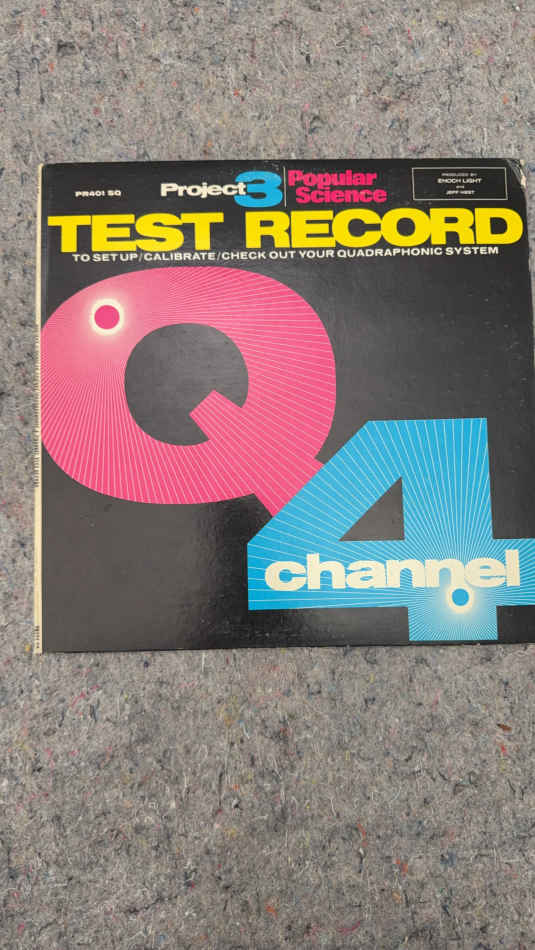 PR401 SQ
Project 3
Popular
Science
PRODUCED BY
ENOCH LIGHT
AND
JEFF HEST
TEST RECORD
TO SET UP/CALIBRATE/CHECK OUT YOUR QUADRAPHONIC SYSTEM
Q
4
channel